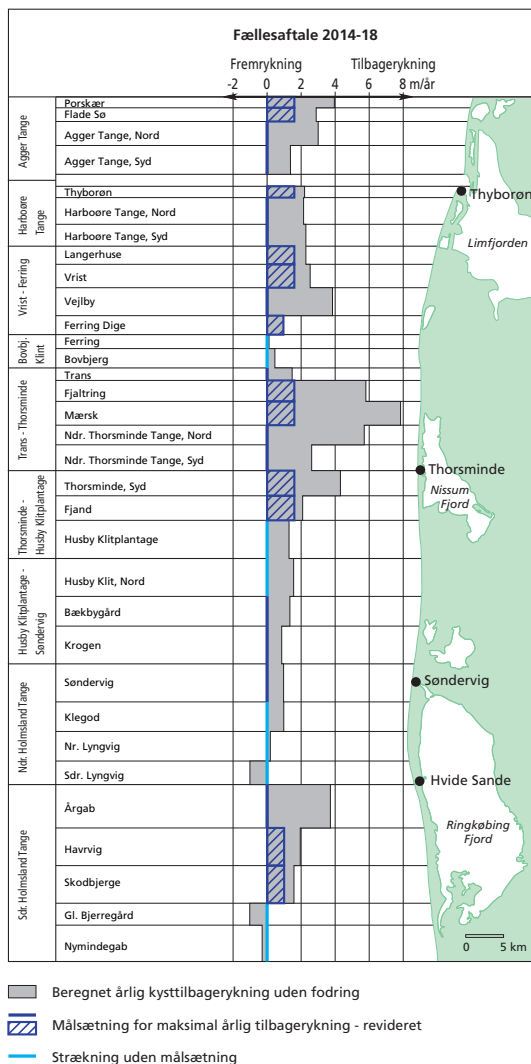 Fællesaftale 2014-18
Fremrykning Tilbagerykning
-2 0 2 4 6 8 m/år
Agger Tange
Porskær
Flade Sø
Agger Tange, Nord
Agger Tange, Syd
Harboøre Tange
Thyborøn
Harboøre Tange, Nord
Harboøre Tange, Syd
Vrist - Ferring
Langerhuse
Vrist
Vejlby
Ferring Dige
Bovbj. Klint
Ferring
Bovbjerg
Trans - Thorsminde
Trans
Fjaltring
Mærsk
Ndr. Thorsminde Tange, Nord
Ndr. Thorsminde Tange, Syd
Thorsminde - Husby Klitplantage
Thorsminde, Syd
Fjand
Husby Klitplantage
Husby Klitplantage - Søndervig
Husby Klit, Nord
Bækbygård
Krogen
Ndr. Holmsland Tange
Søndervig
Klegod
Nr. Lyngvig
Sdr. Lyngvig
Sdr. Holmsland Tange
Årgab
Havrvig
Skodbjerge
Gl. Bjerregård
Nymindegab
Thyborøn
Limfjorden
Thorsminde
Nissum
Fjord
Søndervig
Hvide Sande
Ringkøbing
Fjord
0 5 km
Beregnet årlig kysttilbagerykning uden fodring
Målsætning for maksimal årlig tilbagerykning - revideret
Strækning uden målsætning